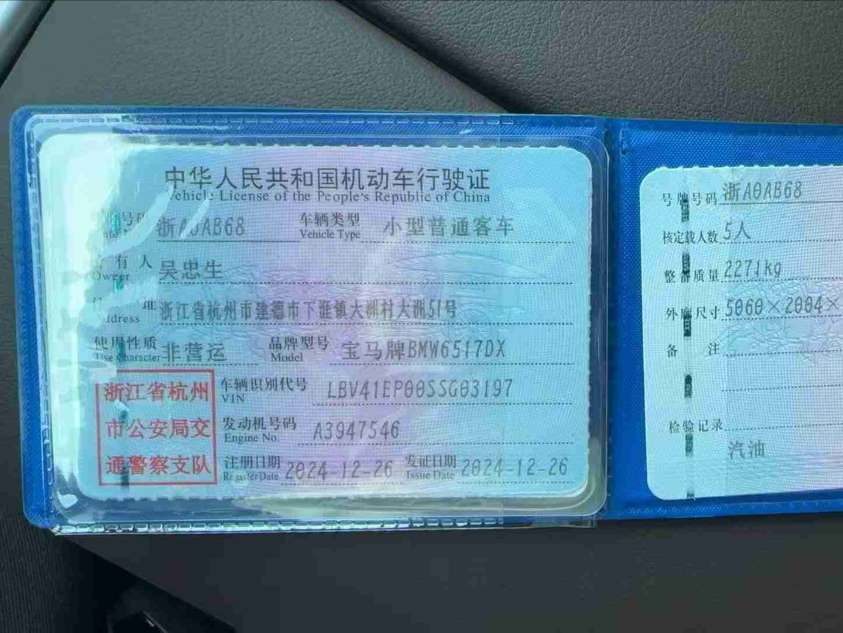 中华人民共和国机动车行驶证
Vehicle License of the People's Republic of China
号码 浙A0AB68 车辆类型 小型普通客车
Vehicle Type
有人 吴忠生
Owner
址 浙江省杭州市建德市下涯镇大洲村大洲51号
Address
使用性质 非营运 品牌型号 宝马牌BMW6517DX
Use Character Model
浙江省杭州
市公安局交
通警察支队
车辆识别代号 LBV41EP00SSG03197
VIN
发动机号码 A3947546
Engine No.
注册日期 2024-12-26 发证日期 2024-12-26
Register Date Issue Date
号牌号码 浙A0AB68
核定载人数 5人
整备质量 2271kg
外廓尺寸 5060×2004×
备注
检验记录
汽油